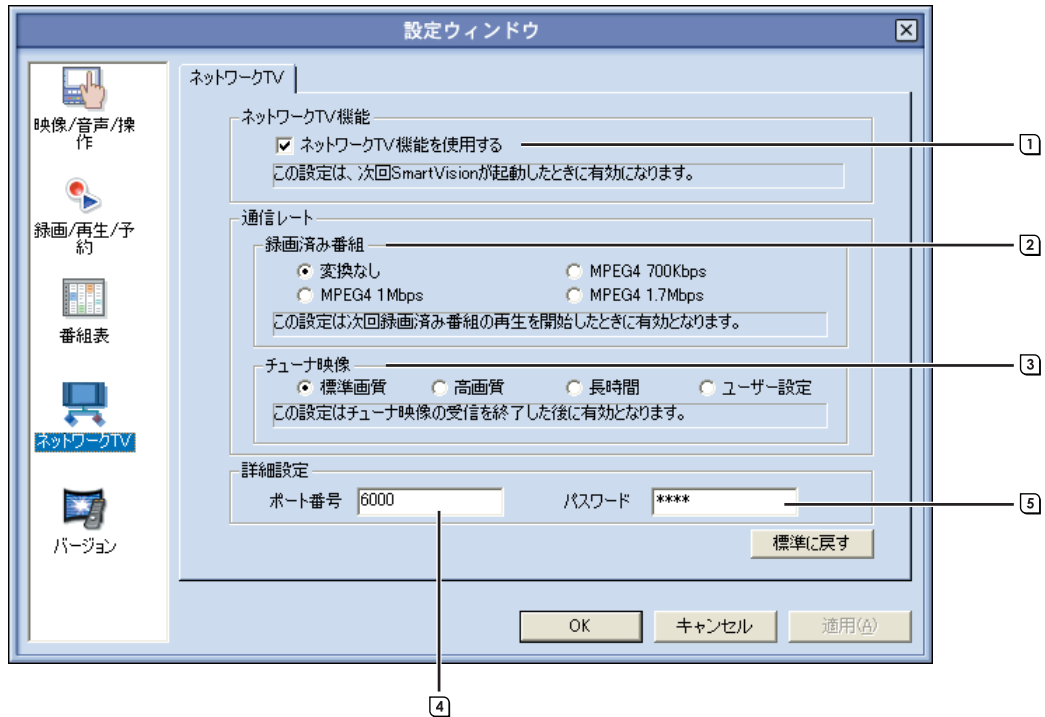 設定ウィンドウ
映像/音声/操
作
録画/再生/予
約
番組表
ネットワークTV
バージョン
ネットワークTV
ネットワークTV機能
ネットワークTV機能を使用する
1
この設定は、次回SmartVisionが起動したときに有効になります。
通信レート
録画済み番組
2
変換なし
MPEG4 700Kbps
MPEG4 1Mbps
MPEG4 1.7Mbps
この設定は次回録画済み番組の再生を開始したときに有効となります。
チューナ映像
3
標準画質
高画質
長時間
ユーザー設定
この設定はチューナ映像の受信を終了した後に有効となります。
詳細設定
ポート番号
6000
パスワード
****
5
標準に戻す
OK
キャンセル
適用(A)
4